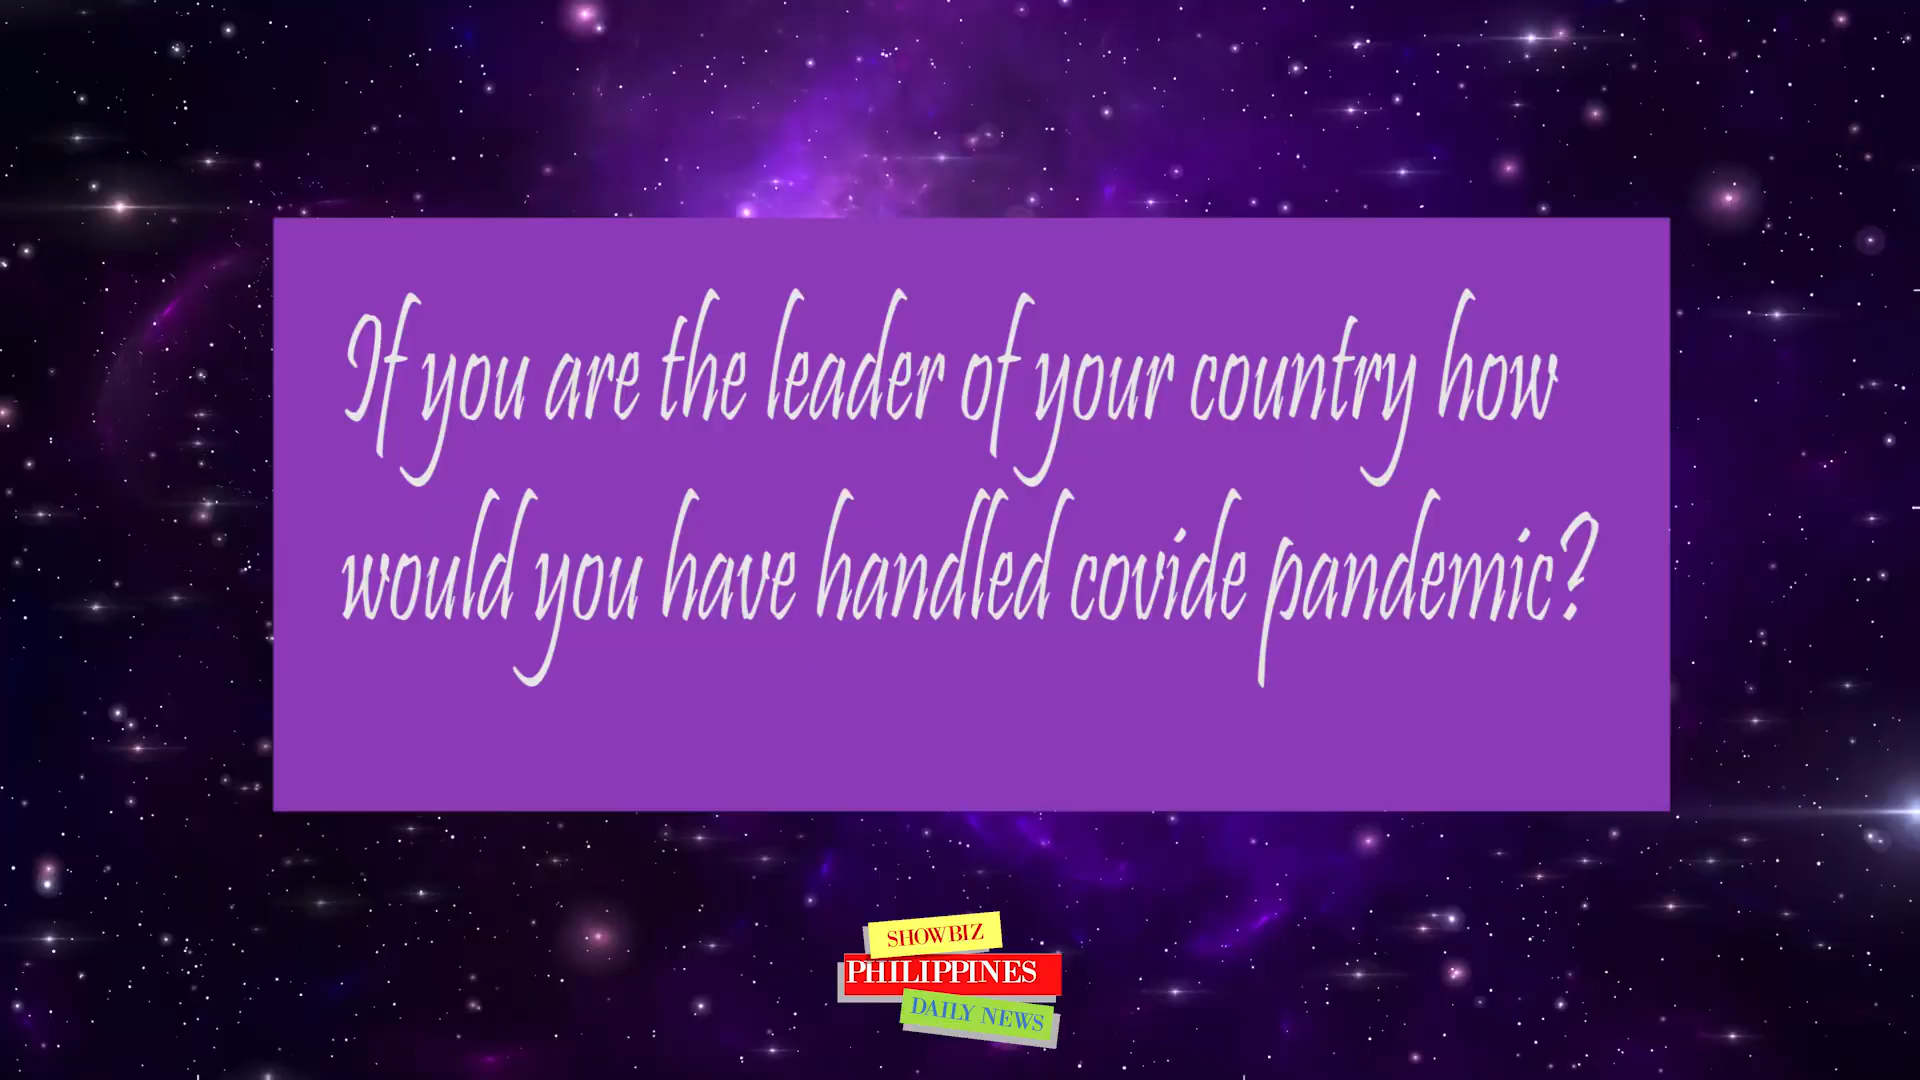 If you are the leader of your country how
would you have handled covide pandemic?
SHOWBIZ
PHILIPPINES
DAILY NEWS